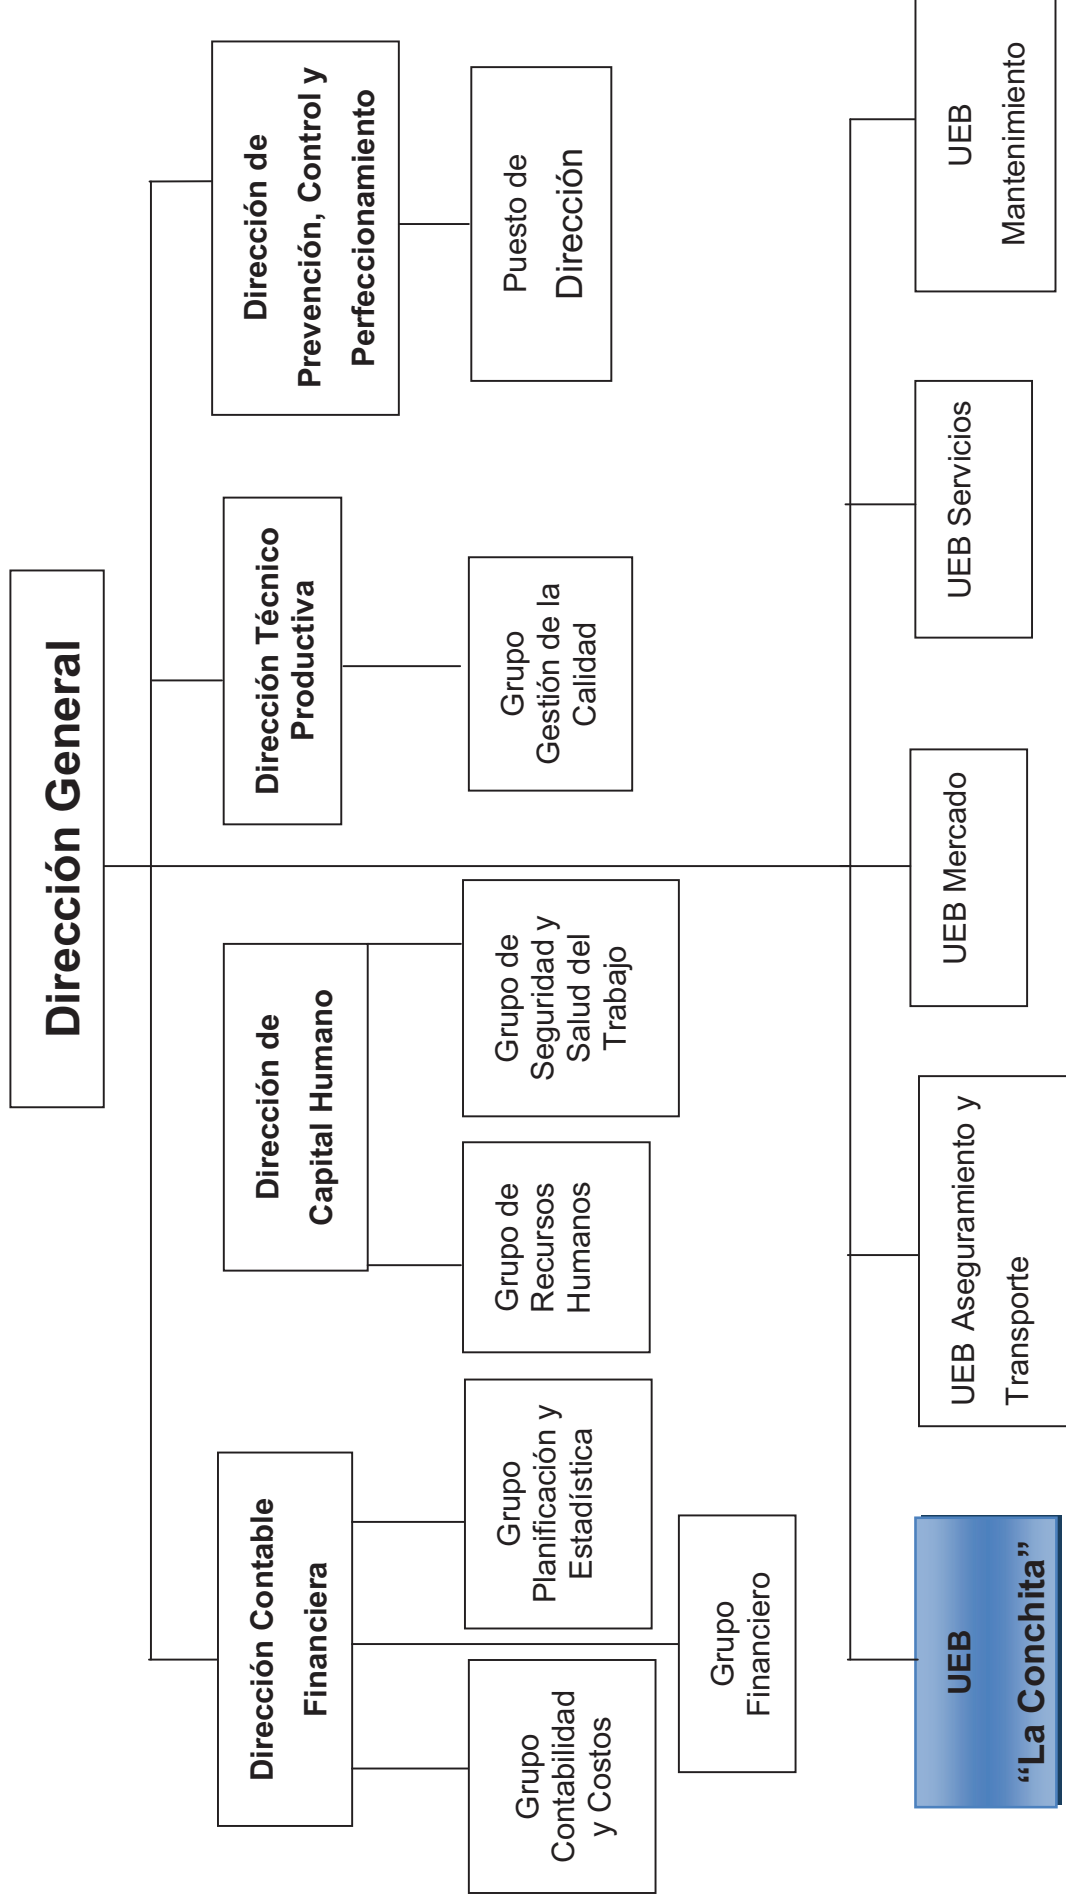 Dirección General
Dirección Contable
Financiera
Dirección de
Capital Humano
Dirección Técnico
Productiva
Dirección de
Prevención, Control y
Perfeccionamiento
Grupo
Contabilidad
y Costos
Grupo
Planificación y
Estadística
Grupo de
Recursos
Humanos
Grupo de
Seguridad y
Salud del
Trabajo
Grupo
Gestión de la
Calidad
Puesto de
Dirección
Grupo
Financiero
UEB
“La Conchita”
UEB Aseguramiento y
Transporte
UEB Mercado
UEB Servicios
UEB
Mantenimiento